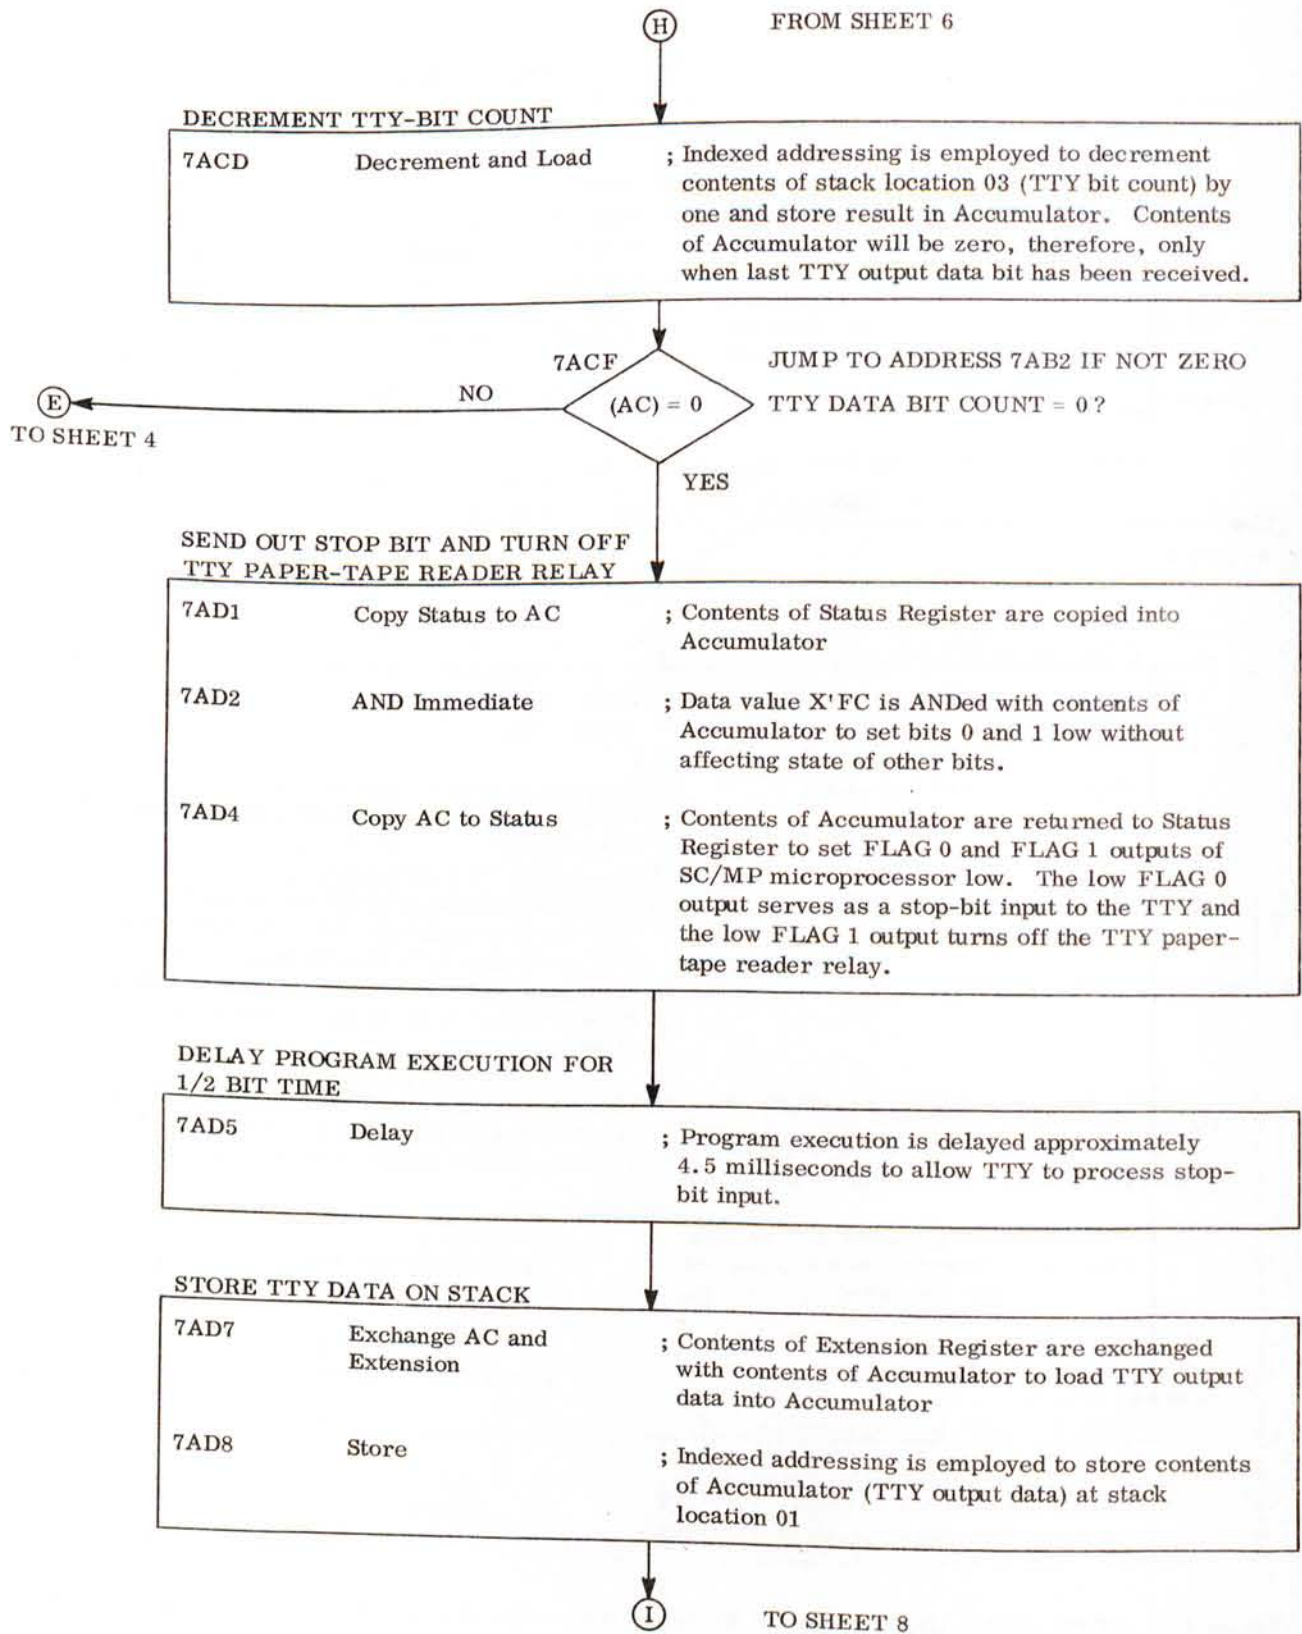 H FROM SHEET 6
DECREMENT TTY-BIT COUNT
7ACD Decrement and Load ; Indexed addressing is employed to decrement
contents of stack location 03 (TTY bit count) by
one and store result in Accumulator. Contents
of Accumulator will be zero, therefore, only
when last TTY output data bit has been received.
7ACF JUMP TO ADDRESS 7AB2 IF NOT ZERO
E NO (AC) = 0 TTY DATA BIT COUNT = 0 ?
TO SHEET 4
YES
SEND OUT STOP BIT AND TURN OFF
TTY PAPER-TAPE READER RELAY
7AD1 Copy Status to AC ; Contents of Status Register are copied into
Accumulator
7AD2 AND Immediate ; Data value X'FC is ANDed with contents of
Accumulator to set bits 0 and 1 low without
affecting state of other bits.
7AD4 Copy AC to Status ; Contents of Accumulator are returned to Status
Register to set FLAG 0 and FLAG 1 outputs of
SC/MP microprocessor low. The low FLAG 0
output serves as a stop-bit input to the TTY and
the low FLAG 1 output turns off the TTY paper-
tape reader relay.
DELAY PROGRAM EXECUTION FOR
1/2 BIT TIME
7AD5 Delay ; Program execution is delayed approximately
4.5 milliseconds to allow TTY to process stop-
bit input.
STORE TTY DATA ON STACK
7AD7 Exchange AC and ; Contents of Extension Register are exchanged
Extension with contents of Accumulator to load TTY output
data into Accumulator
7AD8 Store ; Indexed addressing is employed to store contents
of Accumulator (TTY output data) at stack
location 01
I TO SHEET 8